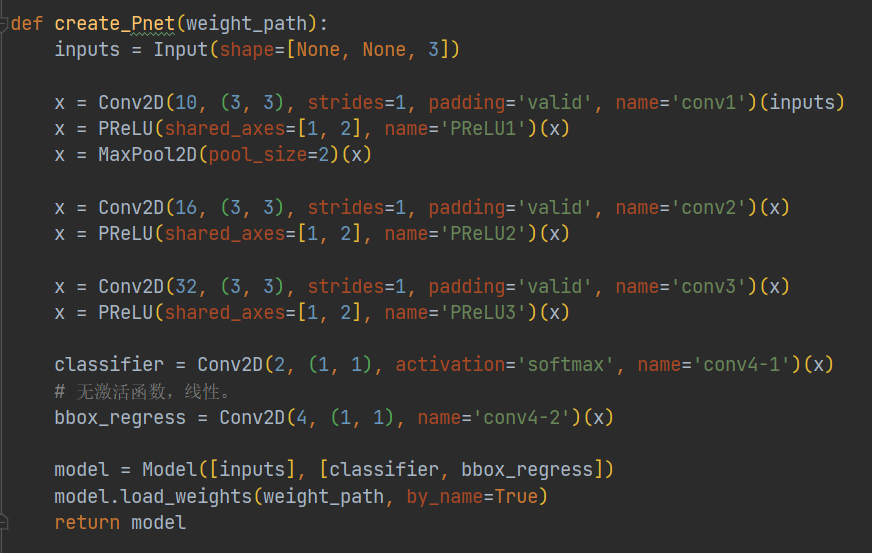 def create_Pnet(weight_path):
    inputs = Input(shape=[None, None, 3])
    x = Conv2D(10, (3, 3), strides=1, padding='valid', name='conv1')(inputs)
    x = PReLU(shared_axes=[1, 2], name='PReLU1')(x)
    x = MaxPool2D(pool_size=2)(x)
    x = Conv2D(16, (3, 3), strides=1, padding='valid', name='conv2')(x)
    x = PReLU(shared_axes=[1, 2], name='PReLU2')(x)
    x = Conv2D(32, (3, 3), strides=1, padding='valid', name='conv3')(x)
    x = PReLU(shared_axes=[1, 2], name='PReLU3')(x)
    classifier = Conv2D(2, (1, 1), activation='softmax', name='conv4-1')(x)
    # 无激活函数，线性。
    bbox_regress = Conv2D(4, (1, 1), name='conv4-2')(x)
    model = Model([inputs], [classifier, bbox_regress])
    model.load_weights(weight_path, by_name=True)
    return model